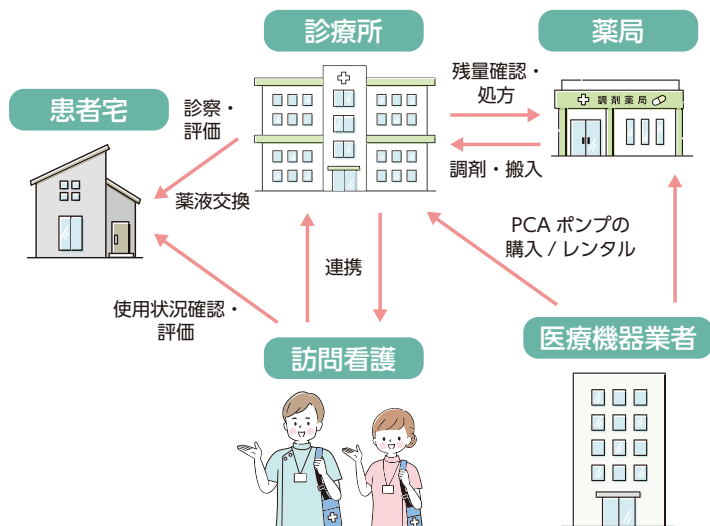 診療所
薬局
患者宅
診察・
評価
残量確認・
処方
調剤薬局
調剤・搬入
薬液交換
PCA ポンプの
購入 / レンタル
連携
使用状況確認・
評価
訪問看護
医療機器業者